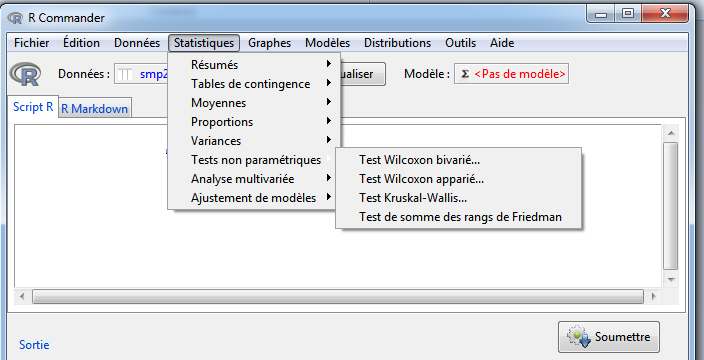 R Commander
Fichier Édition Données Statistiques Graphes Modèles Distributions Outils Aide
Données : smp2 ualiser Modèle : Σ <Pas de modèle>
Script R R Markdown
Résumés
Tables de contingence
Moyennes
Proportions
Variances
Tests non paramétriques
Analyse multivariée
Ajustement de modèles
Test Wilcoxon bivarié...
Test Wilcoxon apparié...
Test Kruskal-Wallis...
Test de somme des rangs de Friedman
Sortie
Soumettre